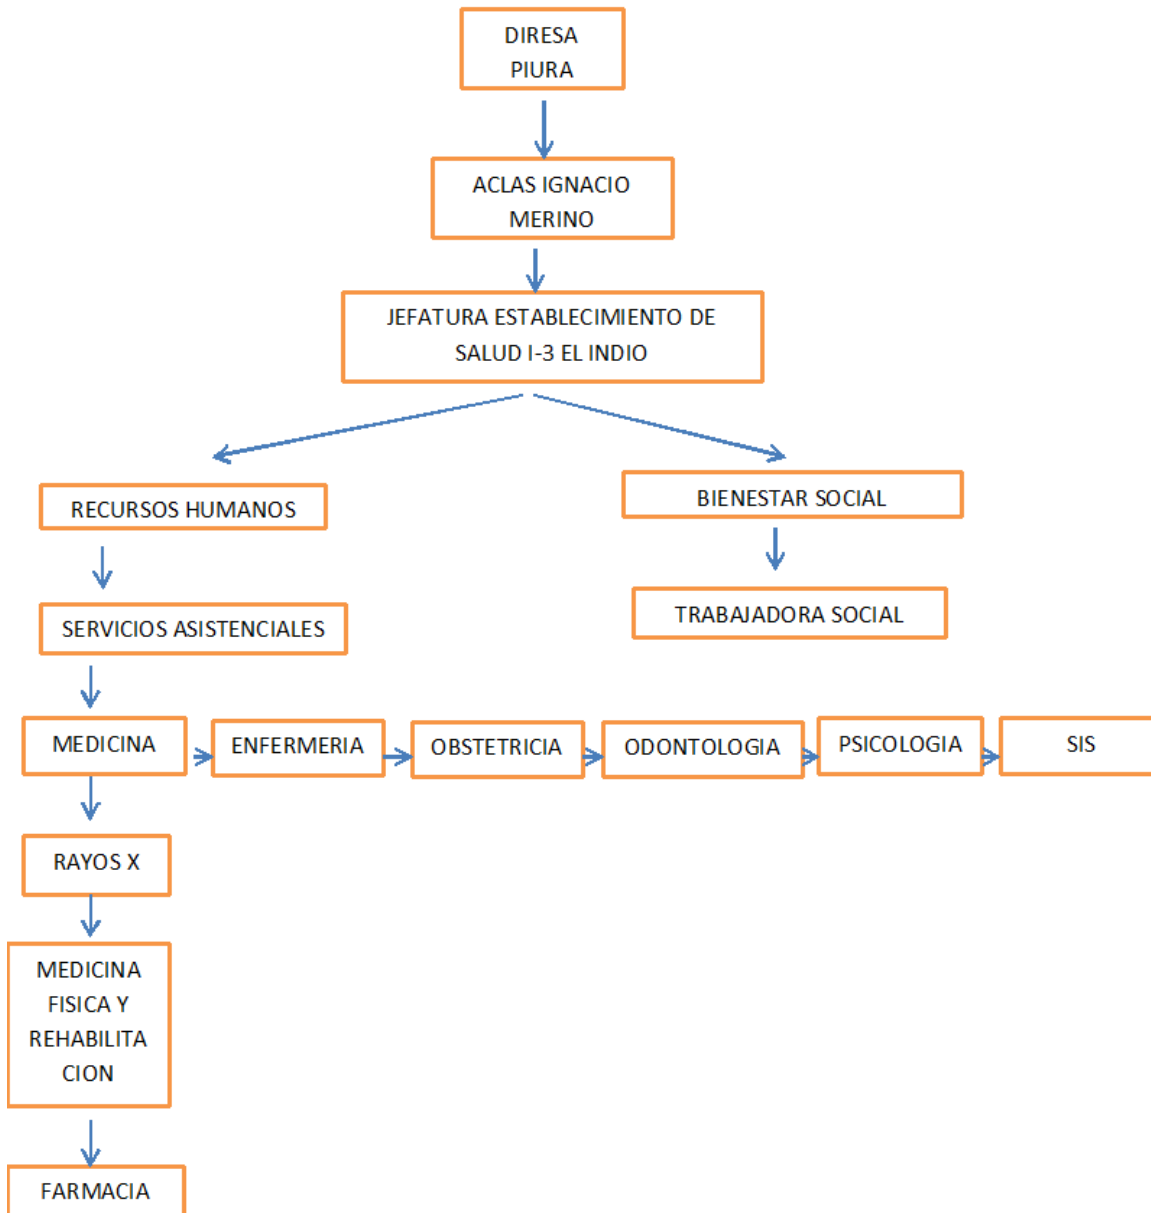 DIRESA
PIURA
ACLAS IGNACIO
MERINO
JEFATURA ESTABLECIMIENTO DE
SALUD I-3 EL INDIO
RECURSOS HUMANOS
BIENESTAR SOCIAL
SERVICIOS ASISTENCIALES
TRABAJADORA SOCIAL
MEDICINA
ENFERMERIA
OBSTETRICIA
ODONTOLOGIA
PSICOLOGIA
SIS
RAYOS X
MEDICINA
FISICA Y
REHABILITA
CION
FARMACIA